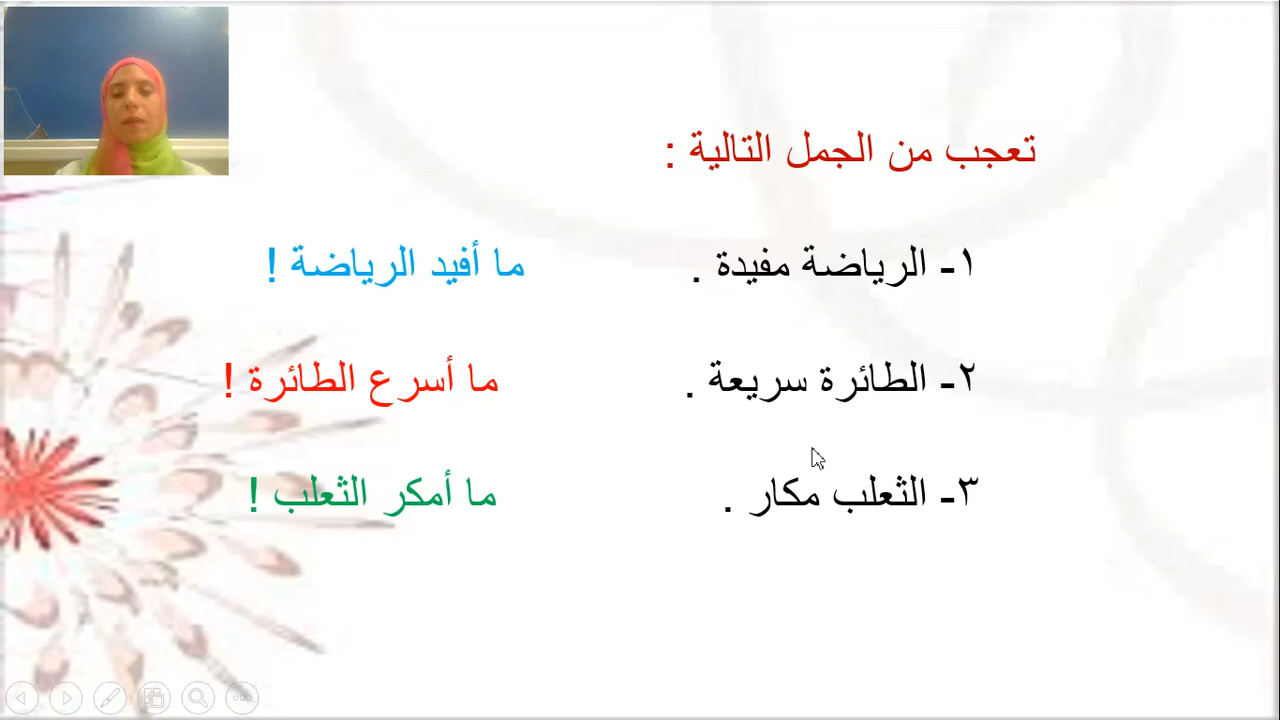 تعجب من الجمل التالية :
١- الرياضة مفيدة . ما أفيد الرياضة !
٢- الطائرة سريعة . ما أسرع الطائرة !
٣- الثعلب مكار . ما أمكر الثعلب !